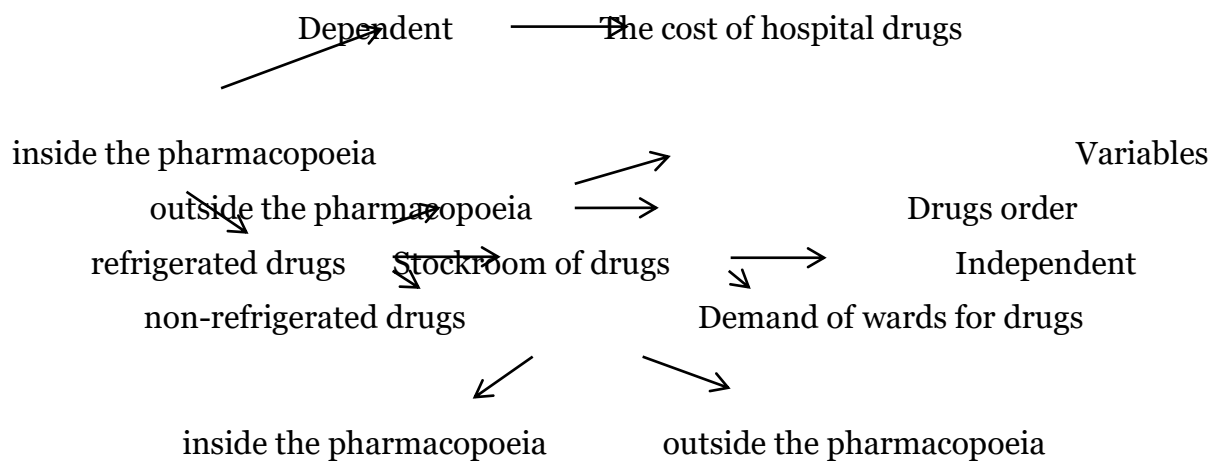 Dependent The cost of hospital drugs
inside the pharmacopoeia Variables
outside the pharmacopoeia Drugs order
refrigerated drugs Stockroom of drugs Independent
non-refrigerated drugs Demand of wards for drugs
inside the pharmacopoeia outside the pharmacopoeia